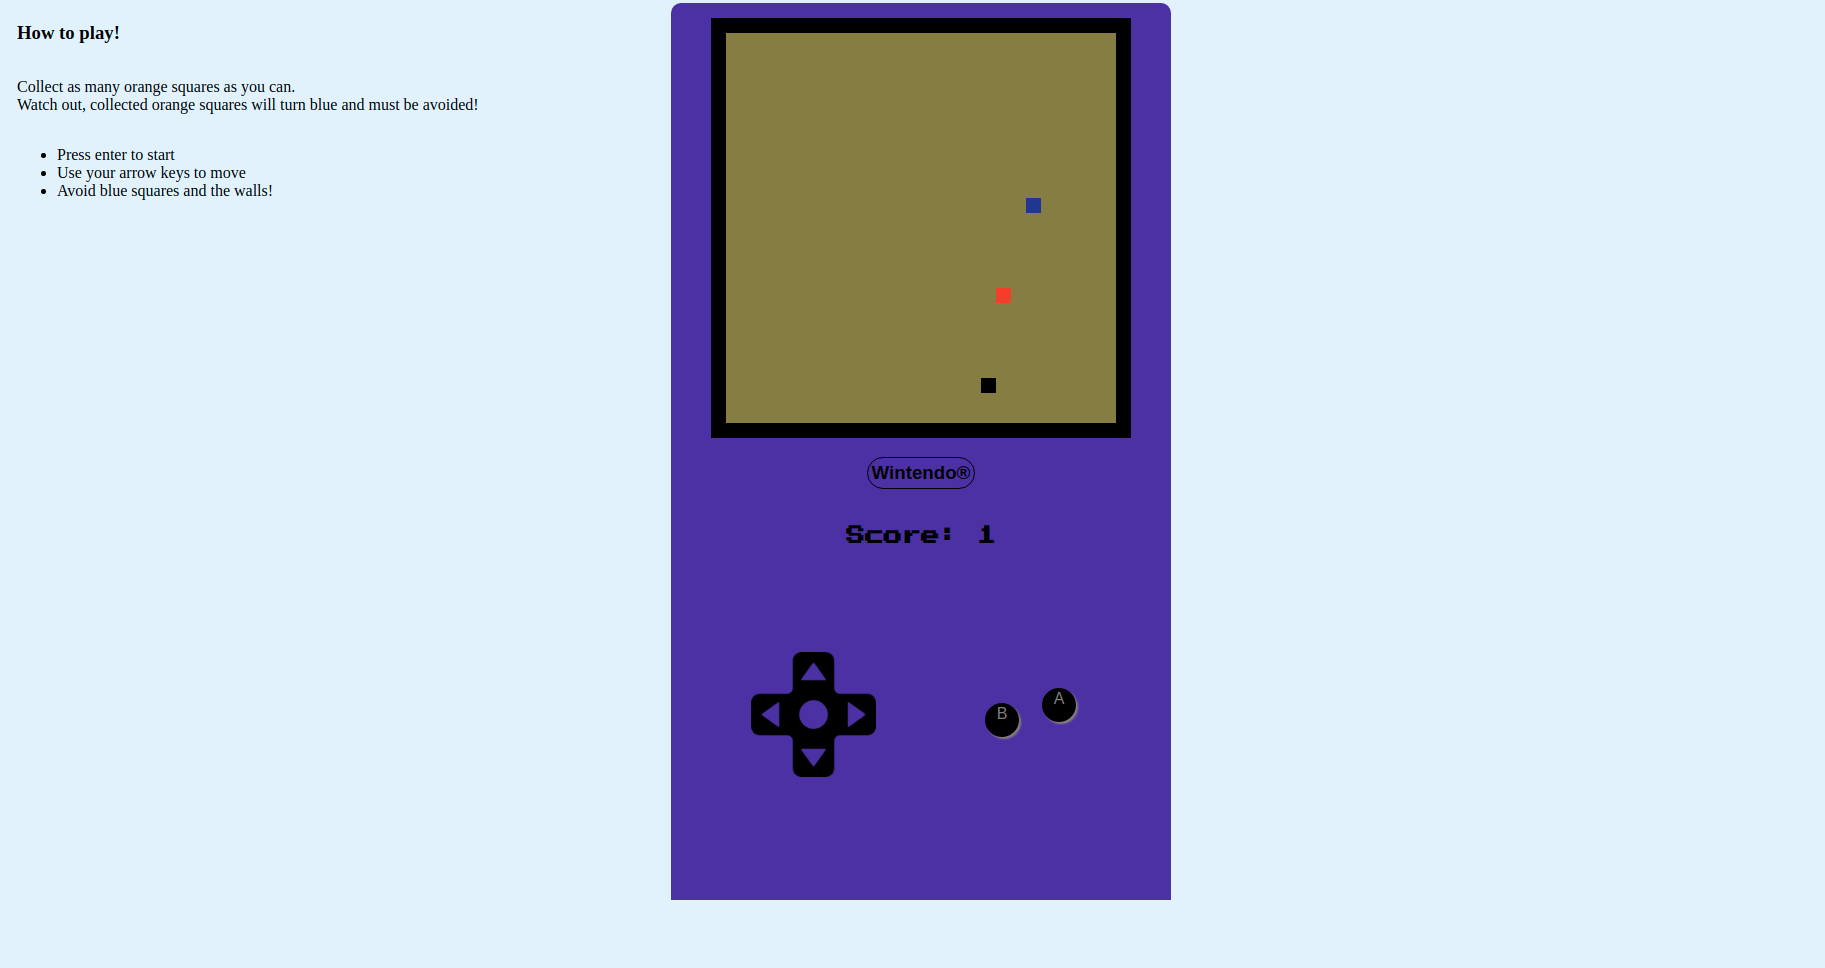 How to play!
Collect as many orange squares as you can.
Watch out, collected orange squares will turn blue and must be avoided!
Press enter to start
Use your arrow keys to move
Avoid blue squares and the walls!
Wintendo®
Score: 1
A
B